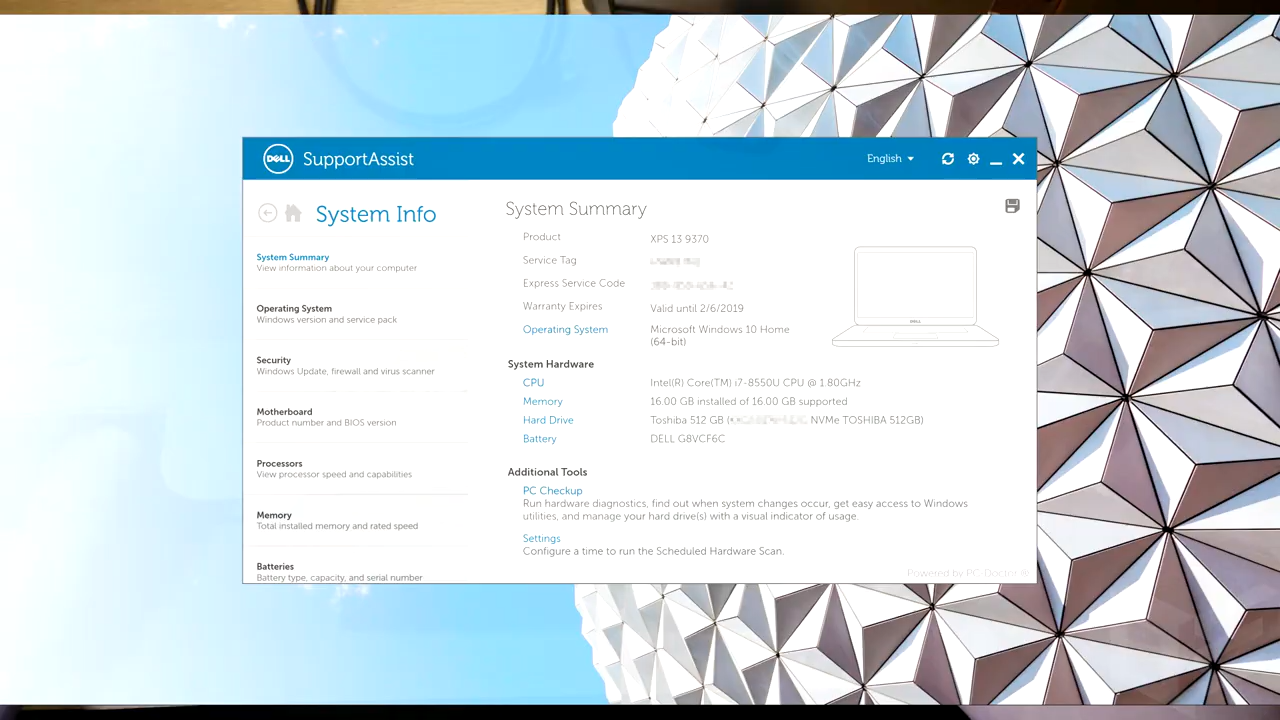 DELL SupportAssist
English
System Info
System Summary
View information about your computer
Operating System
Windows version and service pack
Security
Windows Update, firewall and virus scanner
Motherboard
Product number and BIOS version
Processors
View processor speed and capabilities
Memory
Total installed memory and rated speed
Batteries
Battery type, capacity, and serial number
System Summary
Product XPS 13 9370
Service Tag
Express Service Code
Warranty Expires Valid until 2/6/2019
Operating System Microsoft Windows 10 Home
(64-bit)
DELL
System Hardware
CPU Intel(R) Core(TM) i7-8550U CPU @ 1.80GHz
Memory 16.00 GB installed of 16.00 GB supported
Hard Drive Toshiba 512 GB ( NVMe TOSHIBA 512GB)
Battery DELL G8VCF6C
Additional Tools
PC Checkup
Run hardware diagnostics, find out when system changes occur, get easy access to Windows
utilities, and manage your hard drive(s) with a visual indicator of usage.
Settings
Configure a time to run the Scheduled Hardware Scan.
Powered by PC-Doctor ®